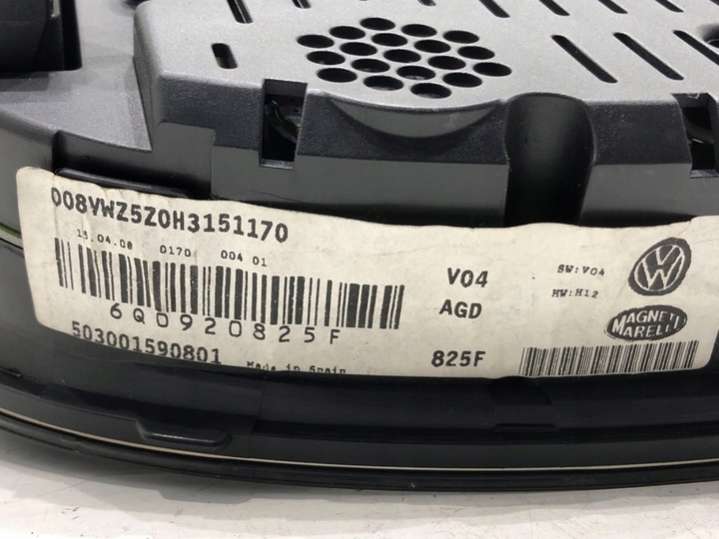 008VWZ5Z0H3151170
15.04.08 0170 004 01
6Q0920825F
503001590801
Made in Spain
V04
AGD
825F
SW:V04
HW:H12
VW
MAGNETI
MARELLI